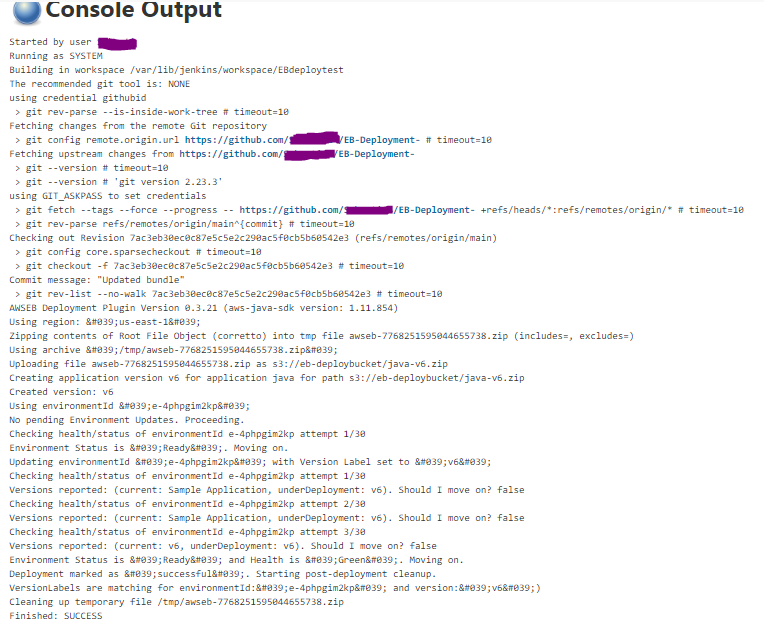 Console Output
Started by user
Running as SYSTEM
Building in workspace /var/lib/jenkins/workspace/EBdeploytest
The recommended git tool is: NONE
using credential githubid
> git rev-parse --is-inside-work-tree # timeout=10
Fetching changes from the remote Git repository
> git config remote.origin.url https://github.com/ /EB-Deployment- # timeout=10
Fetching upstream changes from https://github.com/ /EB-Deployment-
> git --version # timeout=10
> git --version # 'git version 2.23.3'
using GIT_ASKPASS to set credentials
> git fetch --tags --force --progress -- https://github.com/ /EB-Deployment- +refs/heads/*:refs/remotes/origin/* # timeout=10
> git rev-parse refs/remotes/origin/main^{commit} # timeout=10
Checking out Revision 7ac3eb30ec0c87e5c5e2c290ac5f0cb5b60542e3 (refs/remotes/origin/main)
> git config core.sparsecheckout # timeout=10
> git checkout -f 7ac3eb30ec0c87e5c5e2c290ac5f0cb5b60542e3 # timeout=10
Commit message: "Updated bundle"
> git rev-list --no-walk 7ac3eb30ec0c87e5c5e2c290ac5f0cb5b60542e3 # timeout=10
AWSEB Deployment Plugin Version 0.3.21 (aws-java-sdk version: 1.11.854)
Using region: &#039;us-east-1&#039;
Zipping contents of Root File Object (corretto) into tmp file awseb-7768251595044655738.zip (includes=, excludes=)
Using archive &#039;/tmp/awseb-7768251595044655738.zip&#039;
Uploading file awseb-7768251595044655738.zip as s3://eb-deploybucket/java-v6.zip
Creating application version v6 for application java for path s3://eb-deploybucket/java-v6.zip
Created version: v6
Using environmentId &#039;e-4phpgim2kp&#039;
No pending Environment Updates. Proceeding.
Checking health/status of environmentId e-4phpgim2kp attempt 1/30
Environment Status is &#039;Ready&#039;. Moving on.
Updating environmentId &#039;e-4phpgim2kp&#039; with Version Label set to &#039;v6&#039;
Checking health/status of environmentId e-4phpgim2kp attempt 1/30
Versions reported: (current: Sample Application, underDeployment: v6). Should I move on? false
Checking health/status of environmentId e-4phpgim2kp attempt 2/30
Versions reported: (current: Sample Application, underDeployment: v6). Should I move on? false
Checking health/status of environmentId e-4phpgim2kp attempt 3/30
Versions reported: (current: v6, underDeployment: v6). Should I move on? false
Environment Status is &#039;Ready&#039; and Health is &#039;Green&#039;. Moving on.
Deployment marked as &#039;successful&#039;. Starting post-deployment cleanup.
VersionLabels are matching for environmentId:&#039;e-4phpgim2kp&#039; and version:&#039;v6&#039;)
Cleaning up temporary file /tmp/awseb-7768251595044655738.zip
Finished: SUCCESS